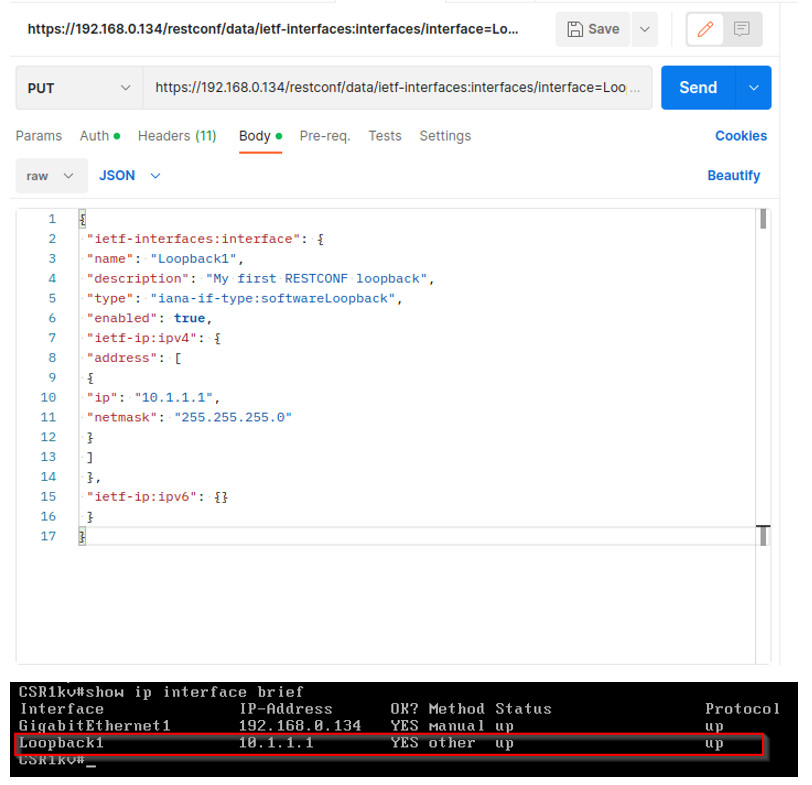 https://192.168.0.134/restconf/data/ietf-interfaces:interfaces/interface=Lo... Save
PUT https://192.168.0.134/restconf/data/ietf-interfaces:interfaces/interface=Loo... Send
Params Auth Headers (11) Body Pre-req. Tests Settings Cookies
raw JSON Beautify
1 {
2 "ietf-interfaces:interface": {
3 "name": "Loopback1",
4 "description": "My first RESTCONF loopback",
5 "type": "iana-if-type:softwareLoopback",
6 "enabled": true,
7 "ietf-ip:ipv4": {
8 "address": [
9 {
10 "ip": "10.1.1.1",
11 "netmask": "255.255.255.0"
12 }
13 ]
14 },
15 "ietf-ip:ipv6": {}
16 }
17 }
CSR1kv#show ip interface brief
Interface IP-Address OK? Method Status Protocol
GigabitEthernet1 192.168.0.134 YES manual up up
Loopback1 10.1.1.1 YES other up up
CSR1kv#_